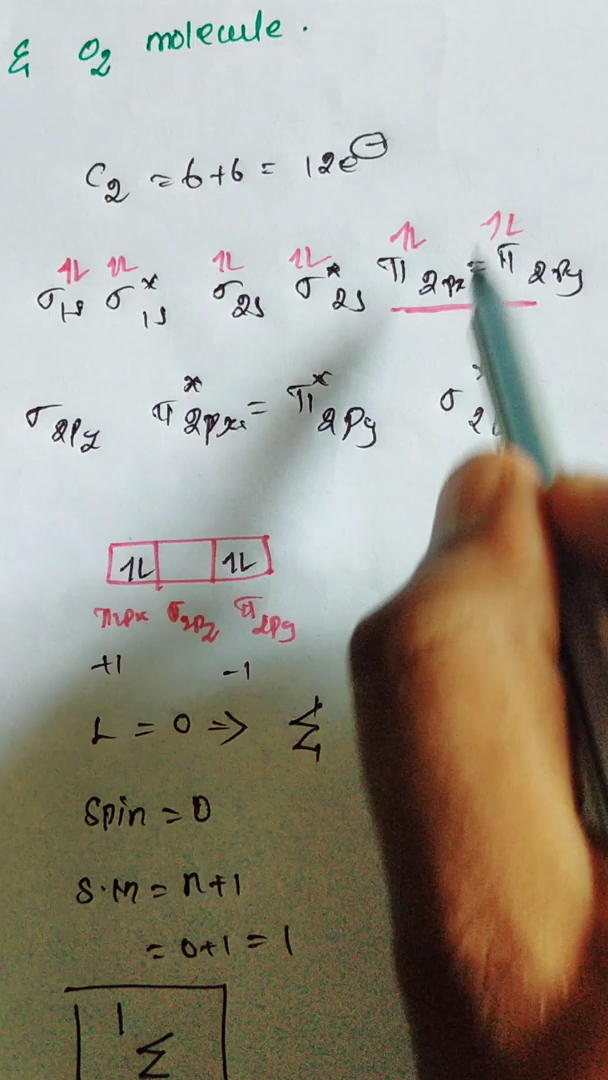 & O₂ molecule.
C₂ = 6+6 = 12e⊖
⥮ ⥮ ⥮ ⥮ ⥮ ⥮
σ1s σ*1s σ2s σ*2s π2px = π2py
σ2pz π*2px = π*2py σ*2
⥮ ⥮
π2px σ2pz π2py
+1 -1
L = 0 => Σ
Spin = 0
S.M = n+1
= 0+1 = 1
¹Σ